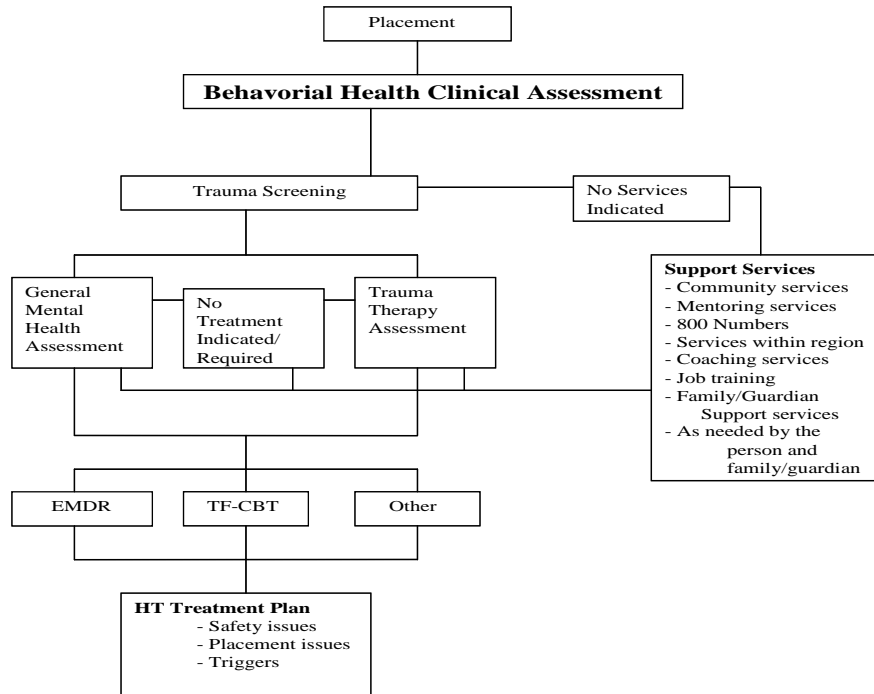 Placement
Behavorial Health Clinical Assessment
Trauma Screening
No Services
Indicated
General
Mental
Health
Assessment
No
Treatment
Indicated/
Required
Trauma
Therapy
Assessment
Support Services
- Community services
- Mentoring services
- 800 Numbers
- Services within region
- Coaching services
- Job training
- Family/Guardian
Support services
- As needed by the
person and
family/guardian
EMDR
TF-CBT
Other
HT Treatment Plan
- Safety issues
- Placement issues
- Triggers